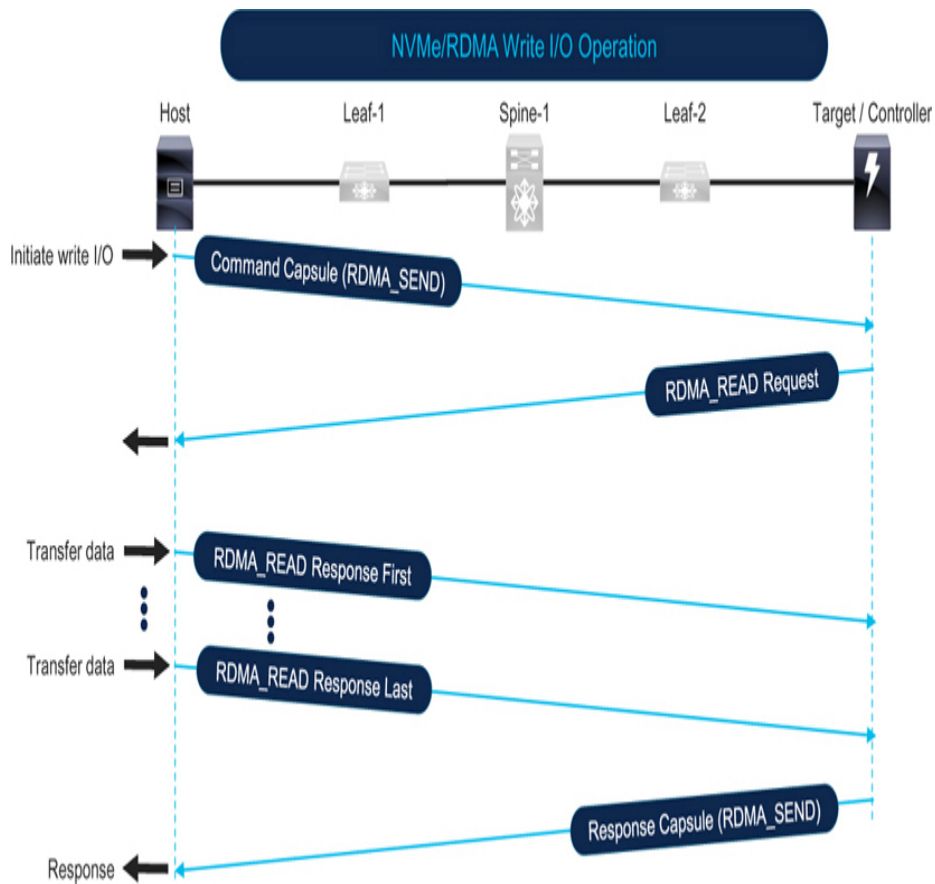 NVMe/RDMA Write I/O Operation
Host
Leaf-1
Spine-1
Leaf-2
Target / Controller
Initiate write I/O
Command Capsule (RDMA_SEND)
RDMA_READ Request
Transfer data
RDMA_READ Response First
Transfer data
RDMA_READ Response Last
Response Capsule (RDMA_SEND)
Response